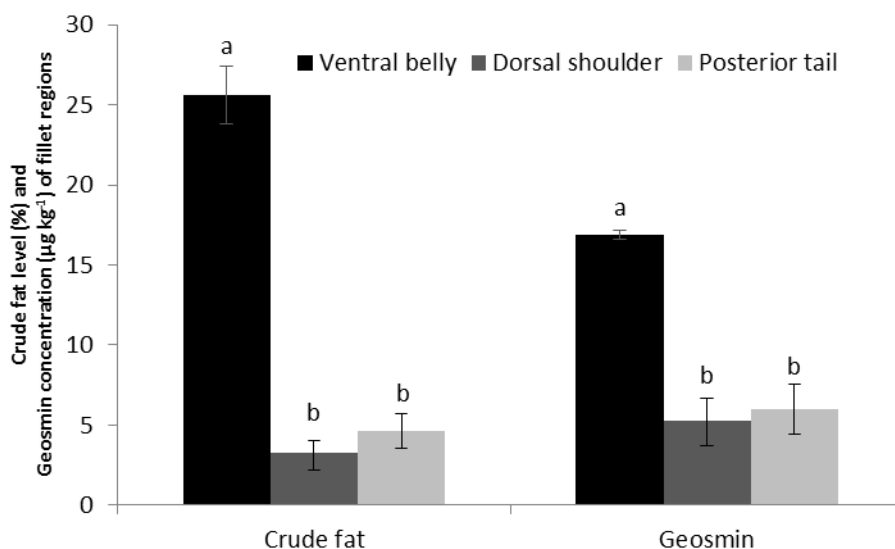 Crude fat level (%) and
Geosmin concentration (µg kg⁻¹) of fillet regions
30
25
20
15
10
5
0
Ventral belly Dorsal shoulder Posterior tail
a
b
b
a
b
b
Crude fat Geosmin